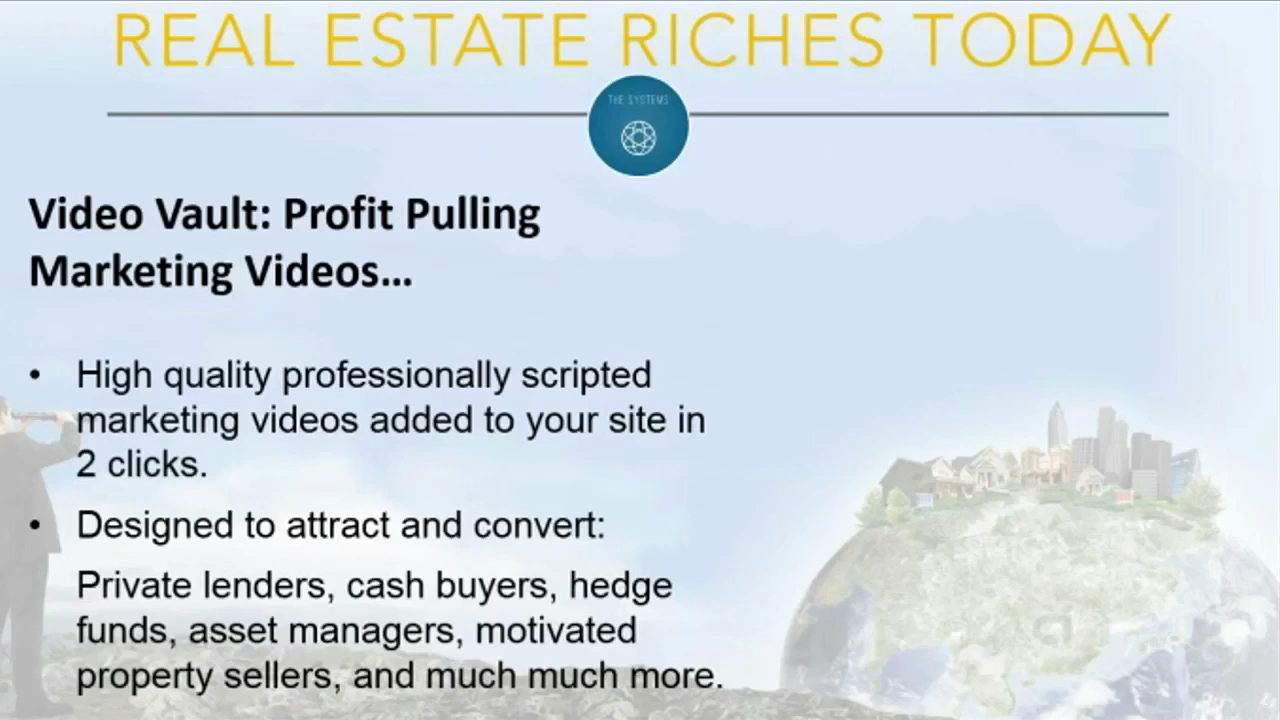 REAL ESTATE RICHES TODAY
THE SYSTEMS
Video Vault: Profit Pulling
Marketing Videos…
• High quality professionally scripted
marketing videos added to your site in
2 clicks.
• Designed to attract and convert:
Private lenders, cash buyers, hedge
funds, asset managers, motivated
property sellers, and much much more.